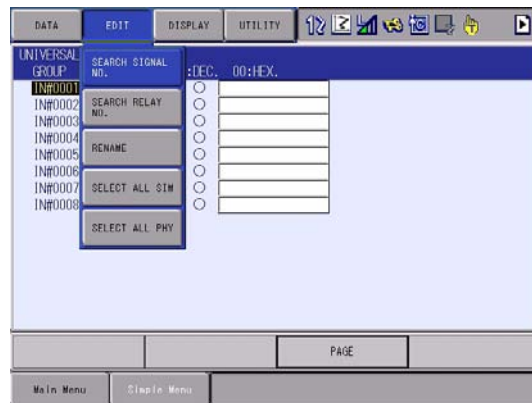 DATA EDIT DISPLAY UTILITY
UNIVERSAL
GROUP :DEC. 00:HEX.
SEARCH SIGNAL
NO.
SEARCH RELAY
NO.
RENAME
SELECT ALL SIM
SELECT ALL PHY
IN#0001
IN#0002
IN#0003
IN#0004
IN#0005
IN#0006
IN#0007
IN#0008
PAGE
Main Menu Simple Menu